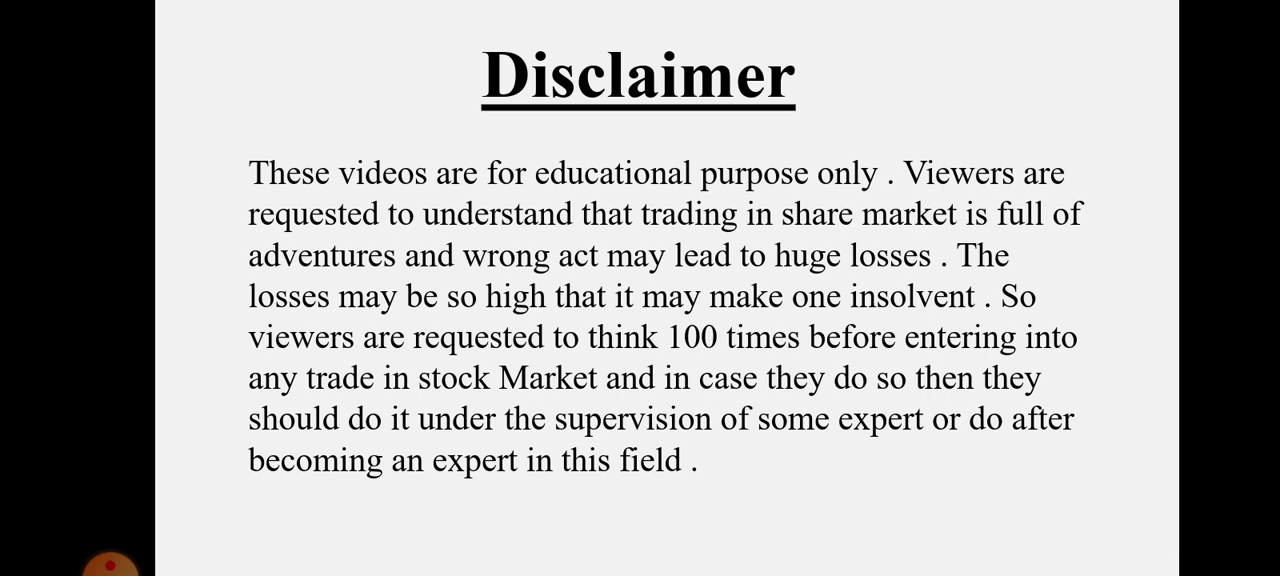 Disclaimer
These videos are for educational purpose only . Viewers are
requested to understand that trading in share market is full of
adventures and wrong act may lead to huge losses . The
losses may be so high that it may make one insolvent . So
viewers are requested to think 100 times before entering into
any trade in stock Market and in case they do so then they
should do it under the supervision of some expert or do after
becoming an expert in this field .